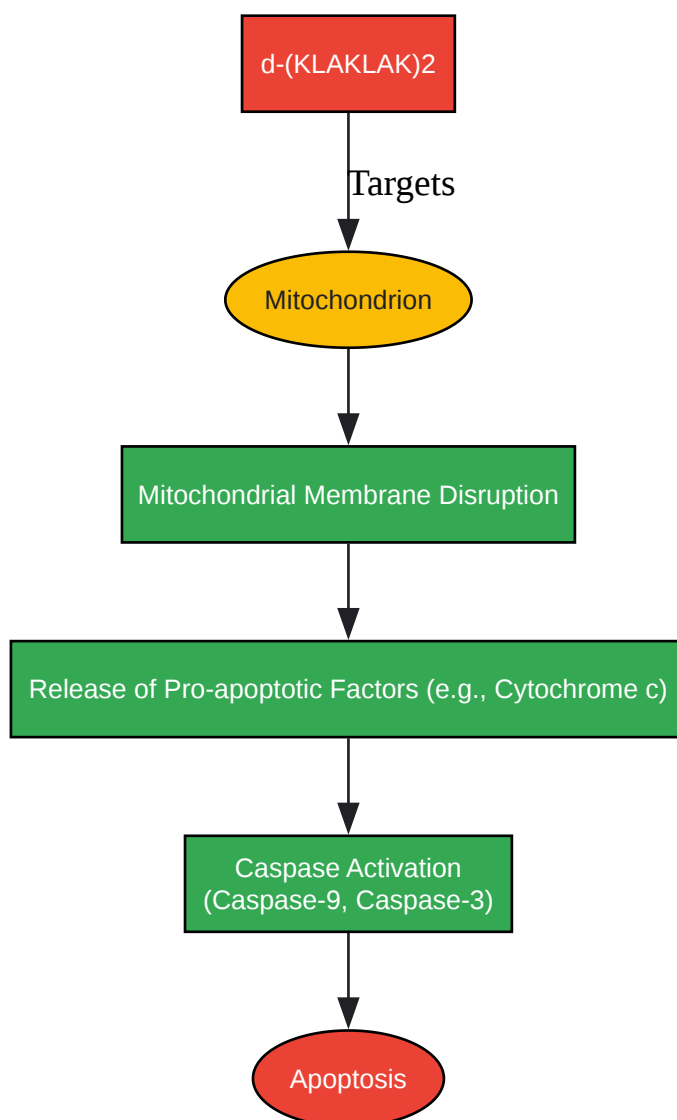 d-(KLAKLAK)2
Targets
Mitochondrion
Mitochondrial Membrane Disruption
Release of Pro-apoptotic Factors (e.g., Cytochrome c)
Caspase Activation
(Caspase-9, Caspase-3)
Apoptosis